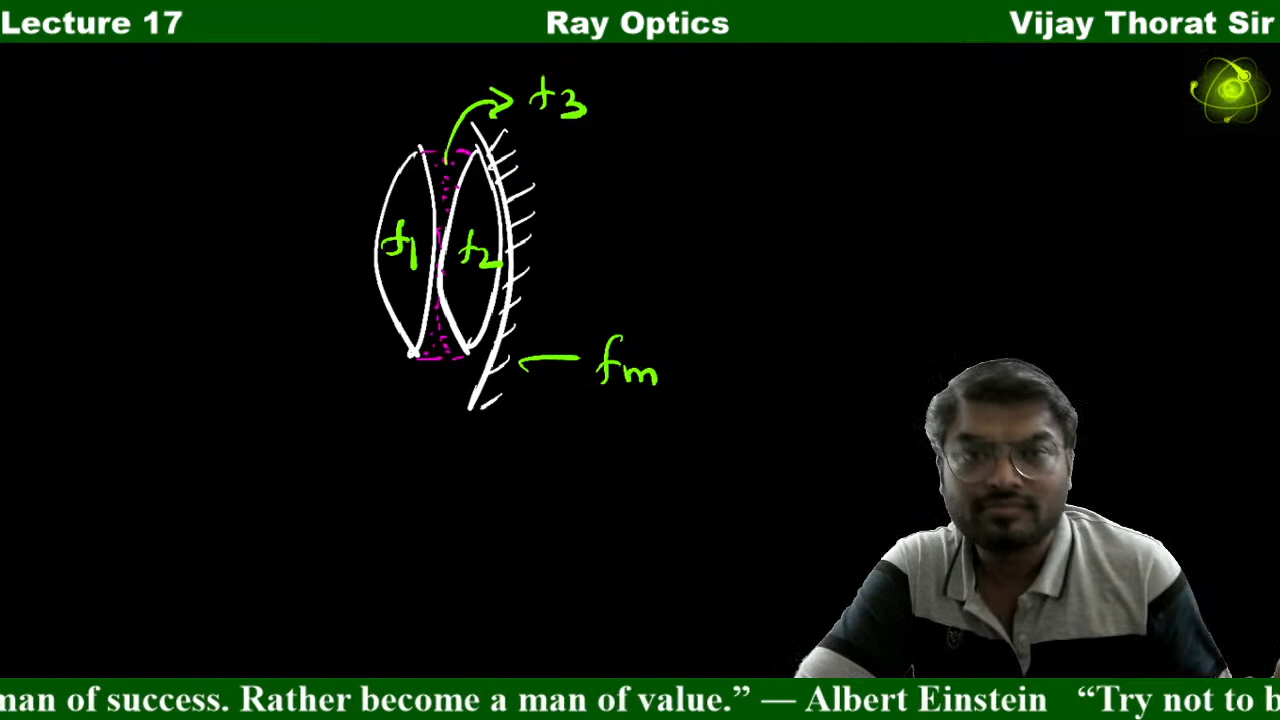 Lecture 17 Ray Optics Vijay Thorat Sir
f3
f1 f2
fm
man of success. Rather become a man of value.” — Albert Einstein “Try not to b